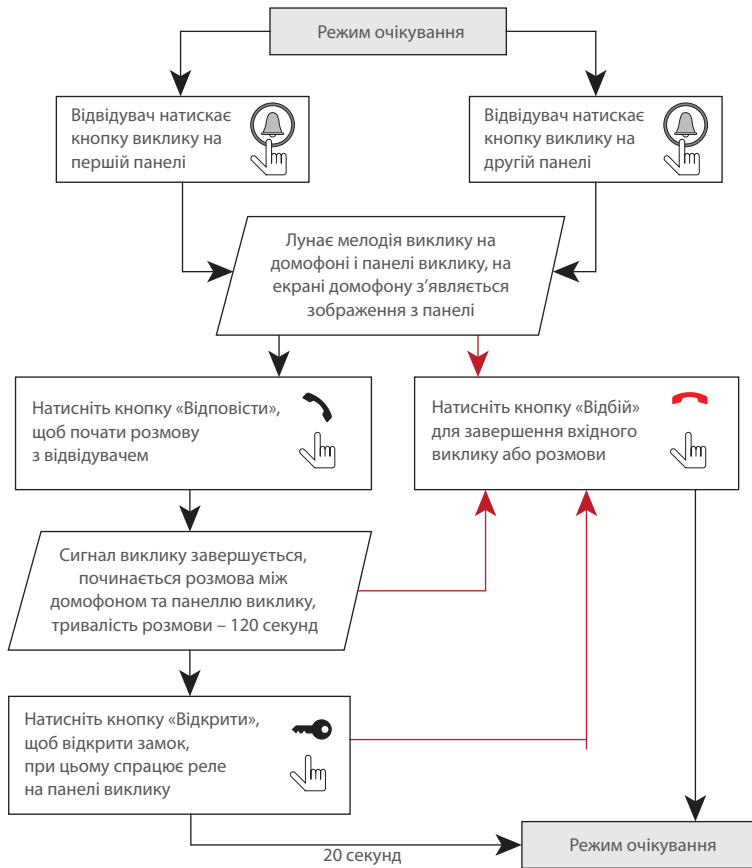 Режим очікування
Відвідувач натискає
кнопку виклику на
першій панелі
Відвідувач натискає
кнопку виклику на
другій панелі
Лунає мелодія виклику на
домофоні і панелі виклику, на
екрані домофону з’являється
зображення з панелі
Натисніть кнопку «Відповісти»,
щоб почати розмову
з відвідувачем
Натисніть кнопку «Відбій»
для завершення вхідного
виклику або розмови
Сигнал виклику завершується,
починається розмова між
домофоном та панеллю виклику,
тривалість розмови – 120 секунд
Натисніть кнопку «Відкрити»,
щоб відкрити замок,
при цьому спрацює реле
на панелі виклику
20 секунд
Режим очікування